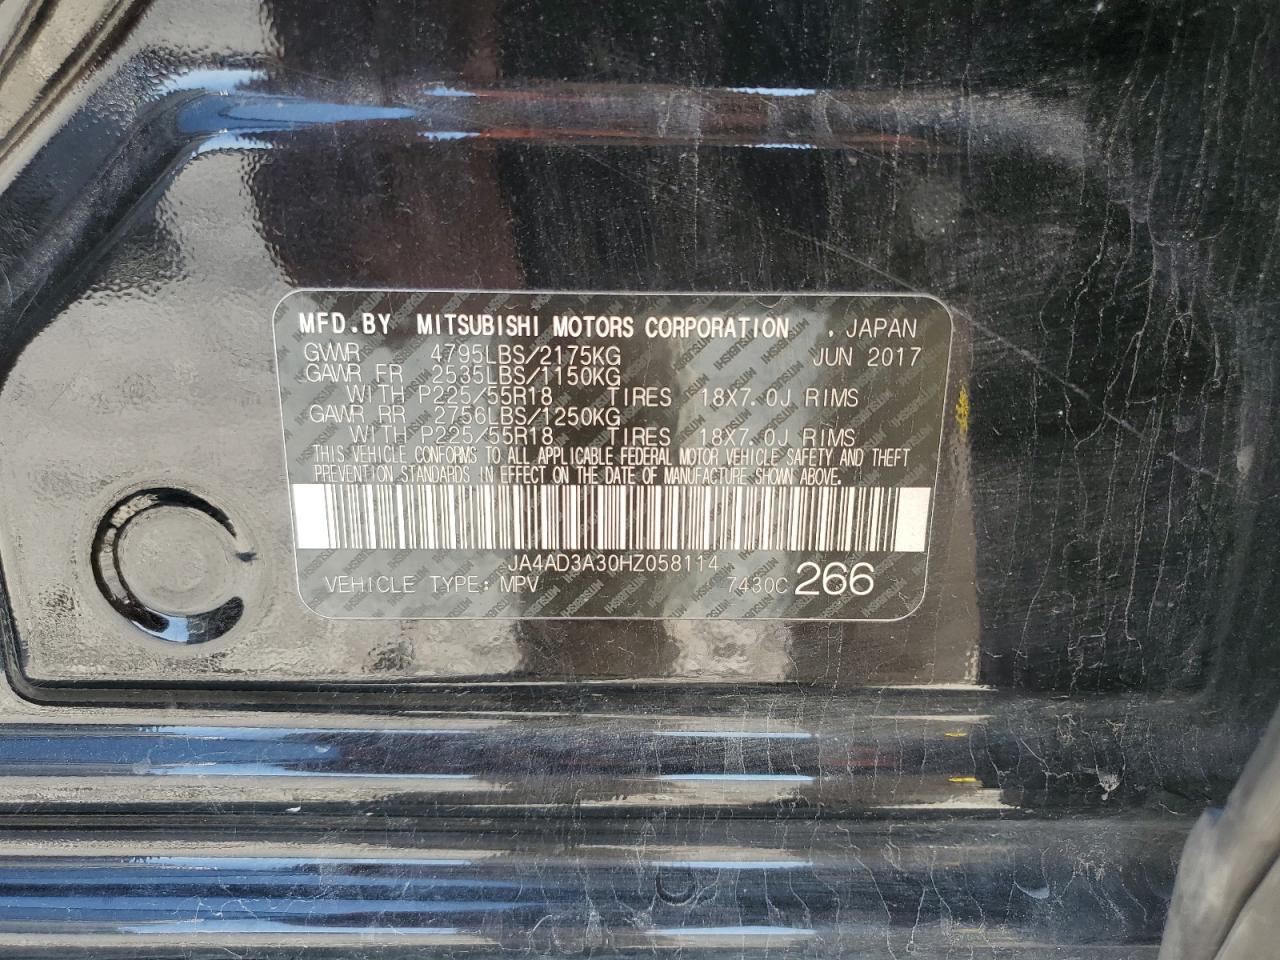 MFD.BY MITSUBISHI MOTORS CORPORATION , JAPAN
GVWR 4795LBS/2175KG JUN 2017
GAWR FR 2535LBS/1150KG
WITH P225/55R18 TIRES 18X7.0J RIMS
GAWR RR 2756LBS/1250KG
WITH P225/55R18 TIRES 18X7.0J RIMS
THIS VEHICLE CONFORMS TO ALL APPLICABLE FEDERAL MOTOR VEHICLE SAFETY AND THEFT
PREVENTION STANDARDS IN EFFECT ON THE DATE OF MANUFACTURE SHOWN ABOVE.
JA4AD3A30HZ058114
VEHICLE TYPE: MPV 7430C 266